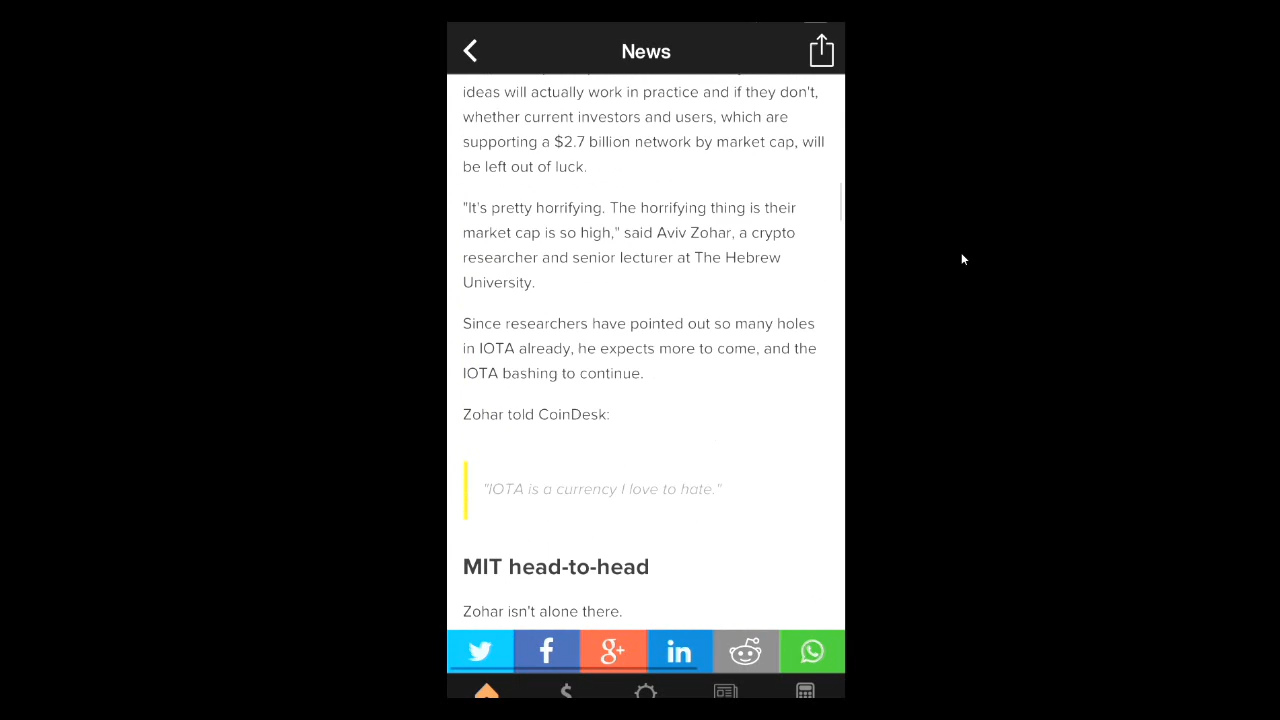 News
ideas will actually work in practice and if they don't,
whether current investors and users, which are
supporting a $2.7 billion network by market cap, will
be left out of luck.
"It's pretty horrifying. The horrifying thing is their
market cap is so high," said Aviv Zohar, a crypto
researcher and senior lecturer at The Hebrew
University.
Since researchers have pointed out so many holes
in IOTA already, he expects more to come, and the
IOTA bashing to continue.
Zohar told CoinDesk:
"IOTA is a currency I love to hate."
MIT head-to-head
Zohar isn't alone there.